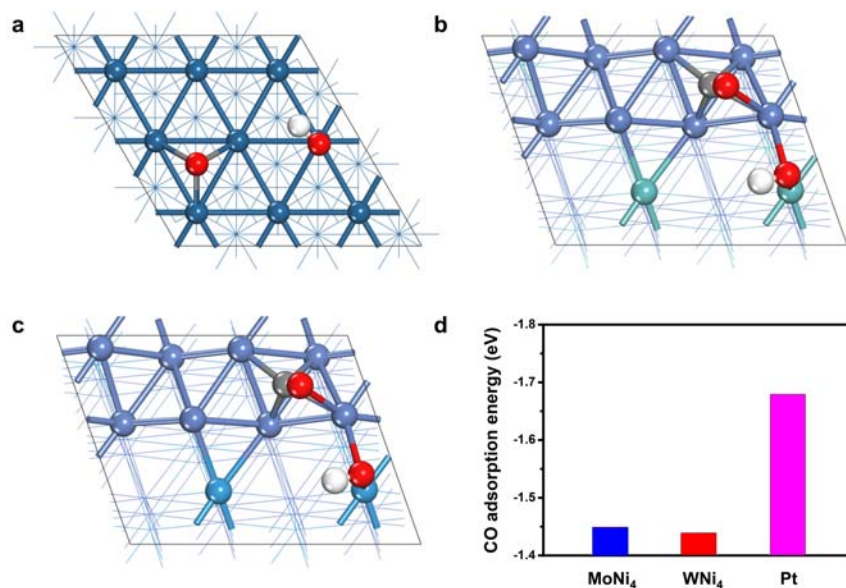 a
b
c
d
CO adsorption energy (eV)
-1.8
-1.7
-1.6
-1.5
-1.4
MoNi4
WNi4
Pt